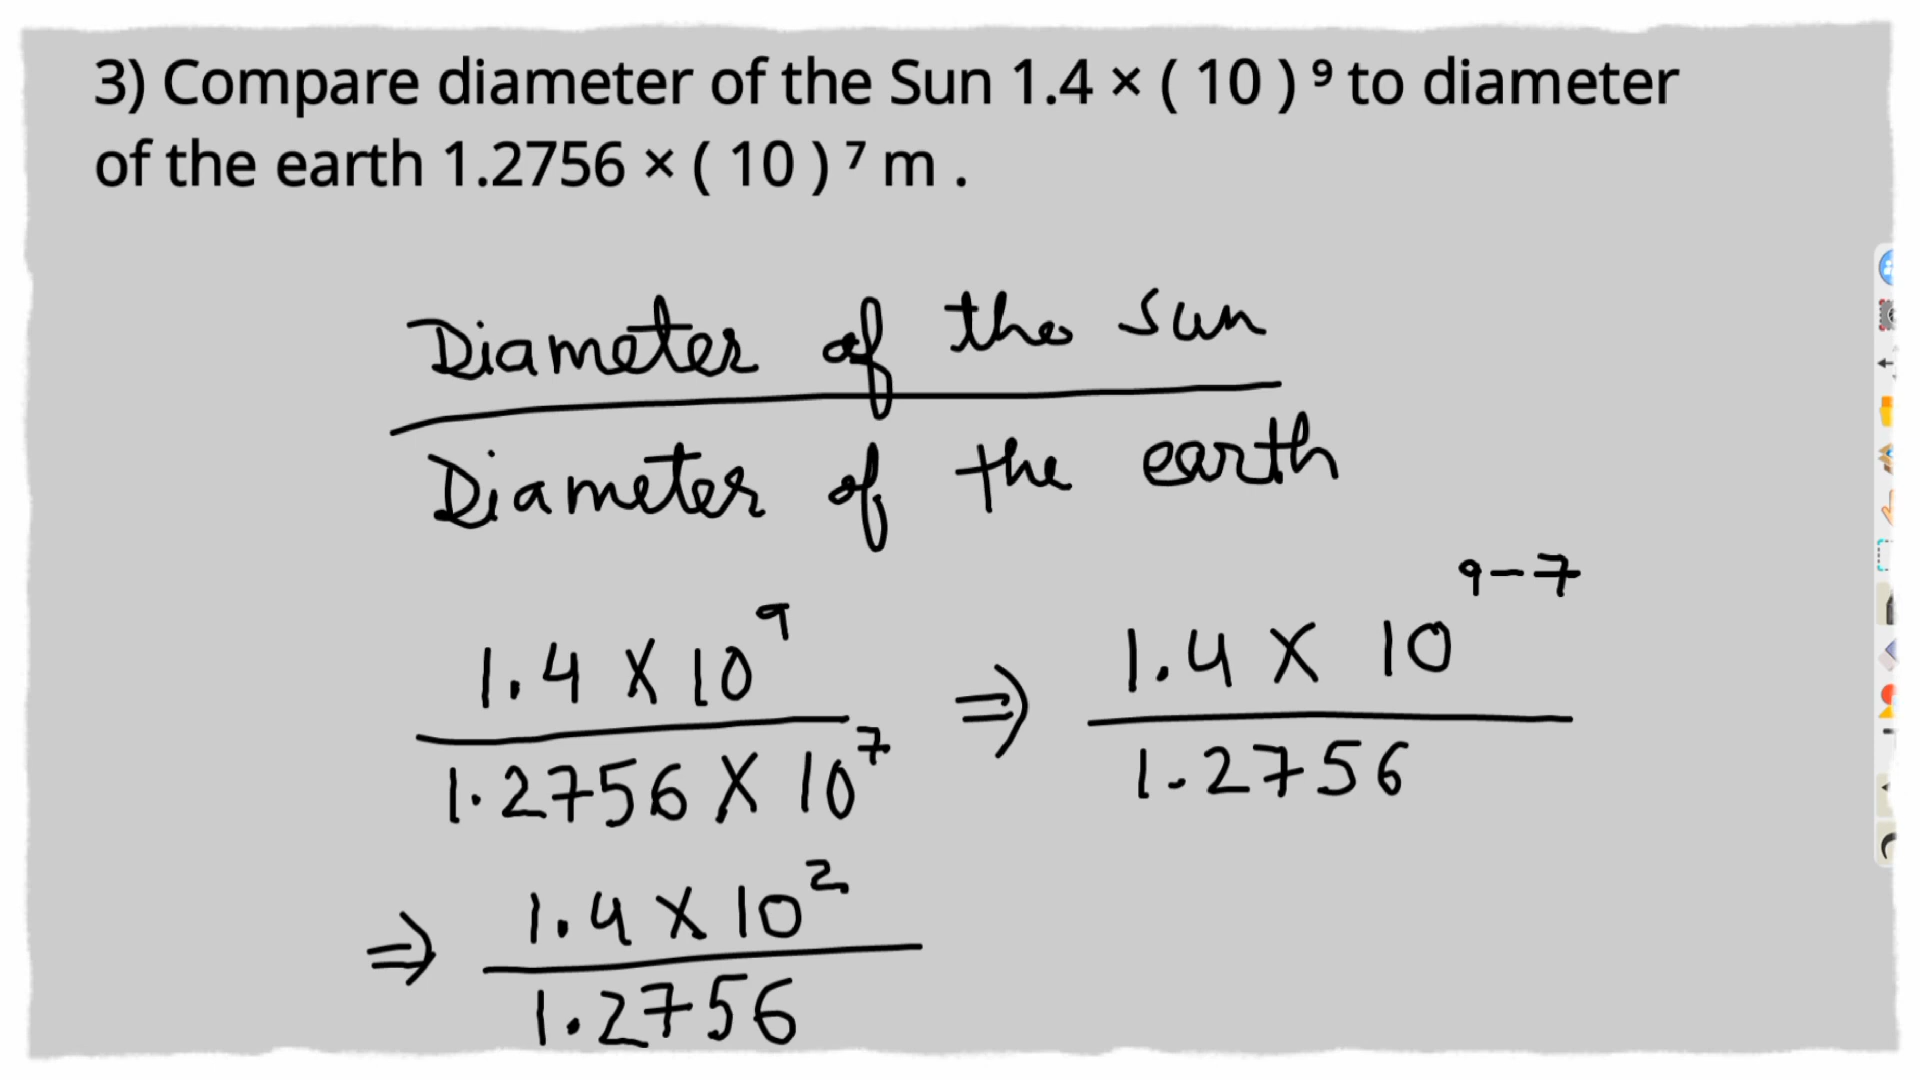 3) Compare diameter of the Sun 1.4 × ( 10 ) ⁹ to diameter
of the earth 1.2756 × ( 10 ) ⁷ m .
Diameter of the sun
Diameter of the earth
1.4 X 10⁹
1.2756 X 10⁷
⇒ 1.4 X 10⁹⁻⁷
1.2756
⇒ 1.4 X 10²
1.2756